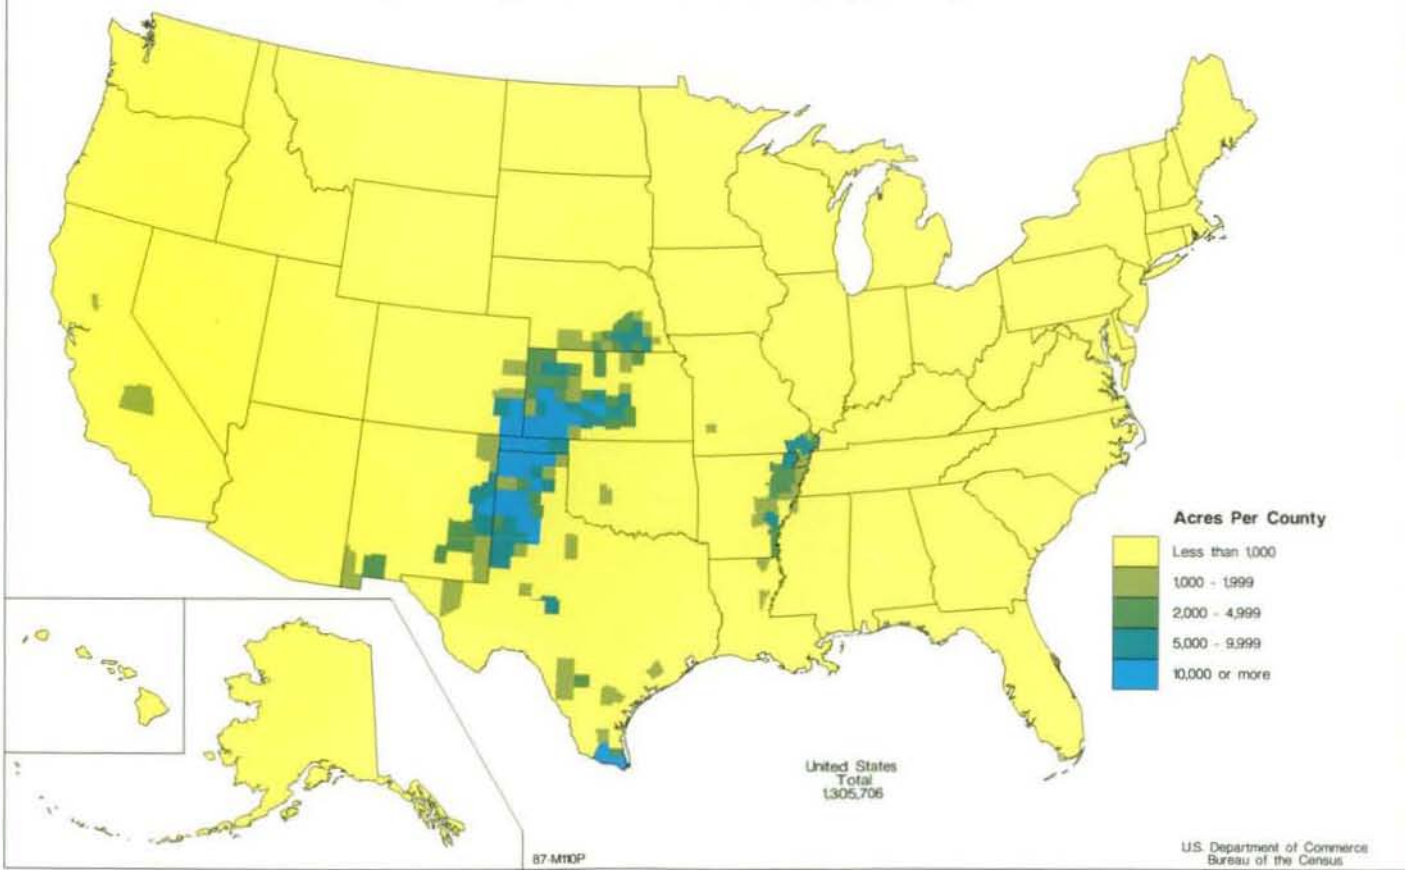 Acres Per County
Less than 1,000
1,000 - 1,999
2,000 - 4,999
5,000 - 9,999
10,000 or more
United States
Total
1,305,706
87-M110P
U.S. Department of Commerce
Bureau of the Census